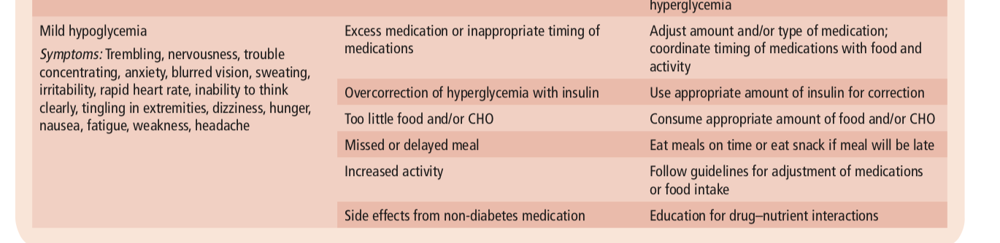 hyperglycemia
Mild hypoglycemia
Symptoms: Trembling, nervousness, trouble
concentrating, anxiety, blurred vision, sweating,
irritability, rapid heart rate, inability to think
clearly, tingling in extremities, dizziness, hunger,
nausea, fatigue, weakness, headache
Excess medication or inappropriate timing of
medications
Adjust amount and/or type of medication;
coordinate timing of medications with food and
activity
Overcorrection of hyperglycemia with insulin
Use appropriate amount of insulin for correction
Too little food and/or CHO
Consume appropriate amount of food and/or CHO
Missed or delayed meal
Eat meals on time or eat snack if meal will be late
Increased activity
Follow guidelines for adjustment of medications
or food intake
Side effects from non-diabetes medication
Education for drug–nutrient interactions